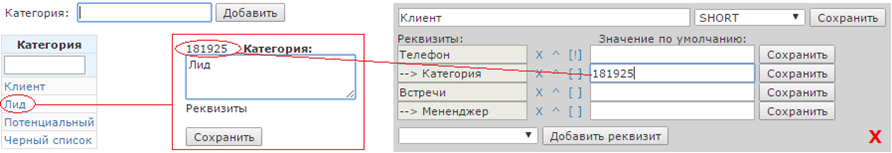 Категория: Добавить
Категория
Клиент
Лид
Потенциальный
Черный список
181925 Категория:
Лид
Реквизиты
Сохранить
Клиент SHORT Сохранить
Реквизиты: Значение по умолчанию:
Телефон X ^ [!] Сохранить
--> Категория X ^ [ ] 181925 Сохранить
Встречи X ^ [ ] Сохранить
--> Мененджер X ^ [ ] Сохранить
Добавить реквизит X